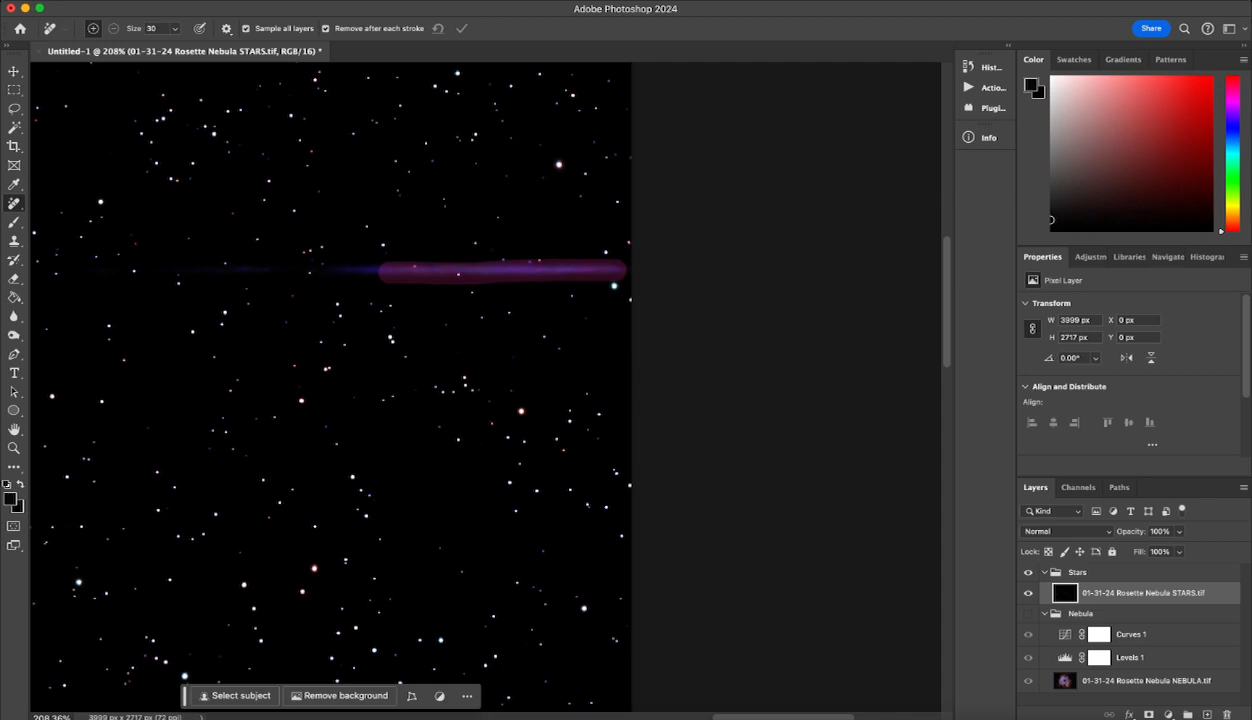 Adobe Photoshop 2024
Size 30 Sample all layers Remove after each stroke Share
Untitled-1 @ 208% (01-31-24 Rosette Nebula STARS.tif, RGB/16) *
Hist...
Actio...
Plugi...
Info
Color Swatches Gradients Patterns
Properties Adjustm Libraries Navigate Histogra
Pixel Layer
Transform
W 3999 px X 0 px
H 2717 px Y 0 px
0.00°
Align and Distribute
Align:
Layers Channels Paths
Kind
Normal Opacity: 100%
Lock: Fill: 100%
Stars
01-31-24 Rosette Nebula STARS.tif
Nebula
Curves 1
Levels 1
01-31-24 Rosette Nebula NEBULA.tif
Select subject Remove background
208.36% 3999 px x 2717 px (72 ppi)